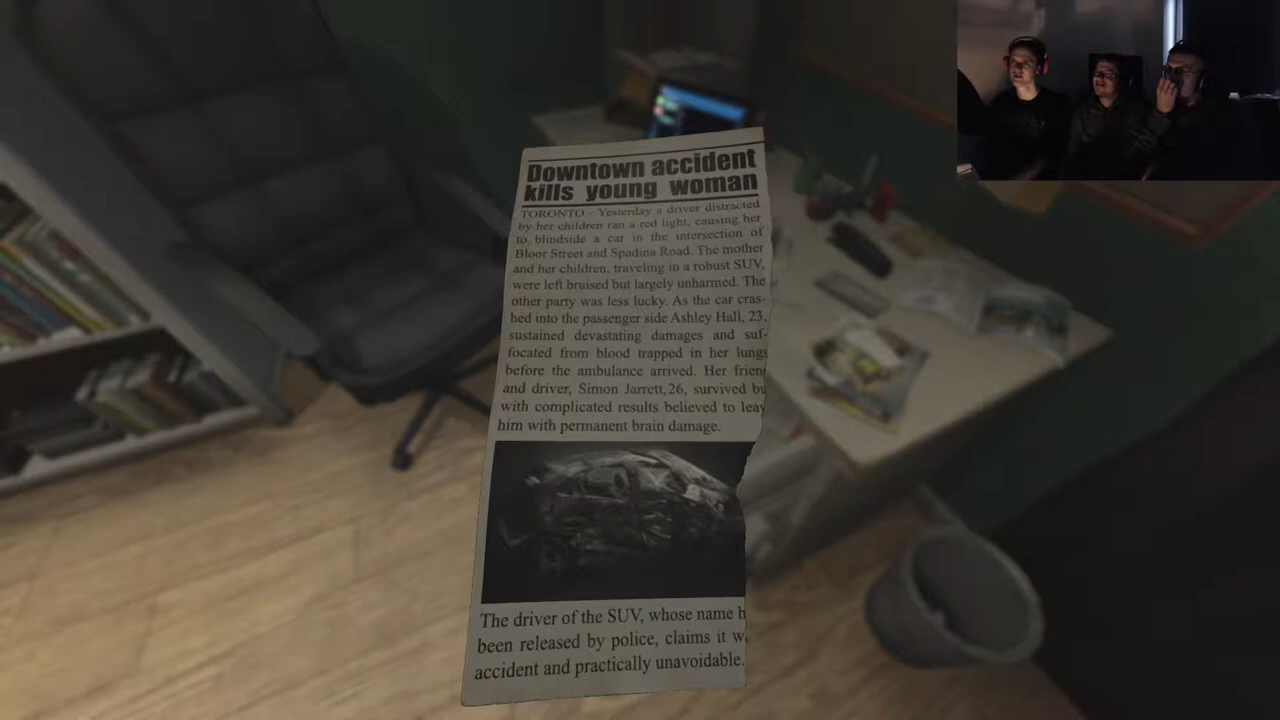 Downtown accident
kills young woman
TORONTO - Yesterday a driver distracted
by her children ran a red light, causing her
to blindside a car in the intersection of
Bloor Street and Spadina Road. The mother
and her children, traveling in a robust SUV,
were left bruised but largely unharmed. The
other party was less lucky. As the car cras-
hed into the passenger side Ashley Hall, 23,
sustained devastating damages and suf-
focated from blood trapped in her lungs
before the ambulance arrived. Her frien
and driver, Simon Jarrett, 26, survived bu
with complicated results believed to leav
him with permanent brain damage.
The driver of the SUV, whose name h
been released by police, claims it w
accident and practically unavoidable.